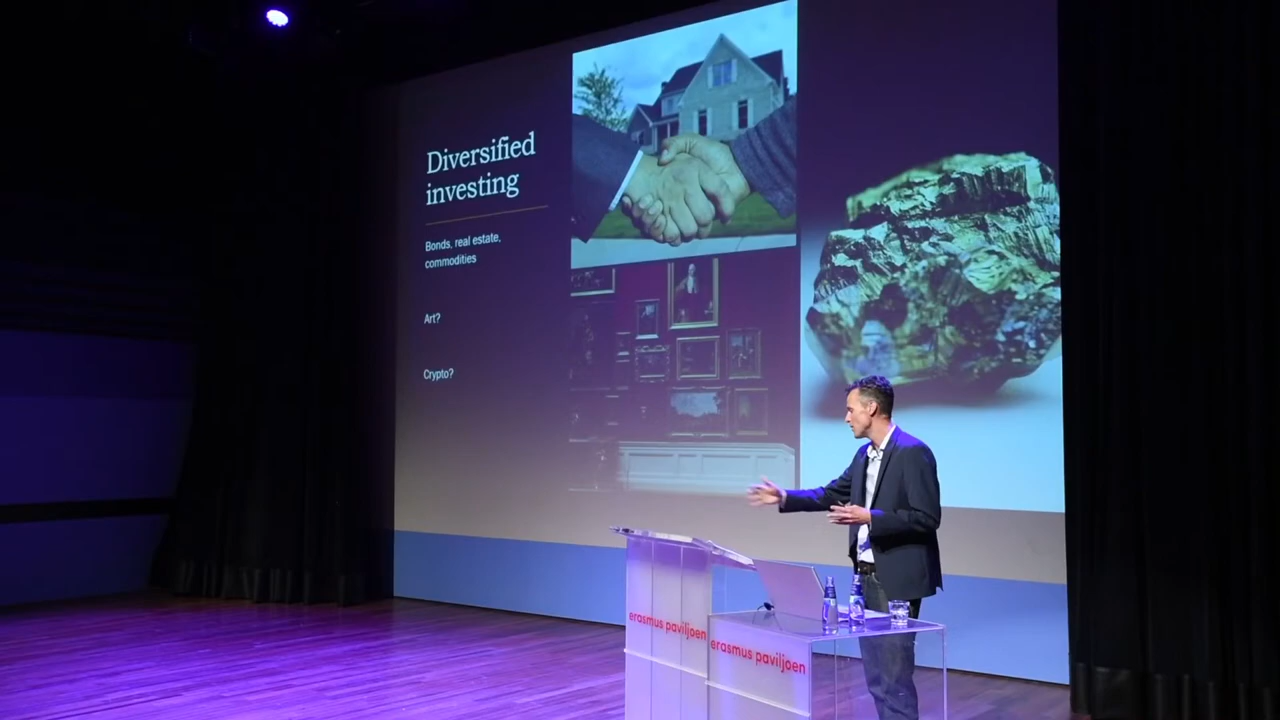 Diversified
investing
Bonds, real estate,
commodities
Art?
Crypto?
erasmus paviljoen
erasmus paviljoen